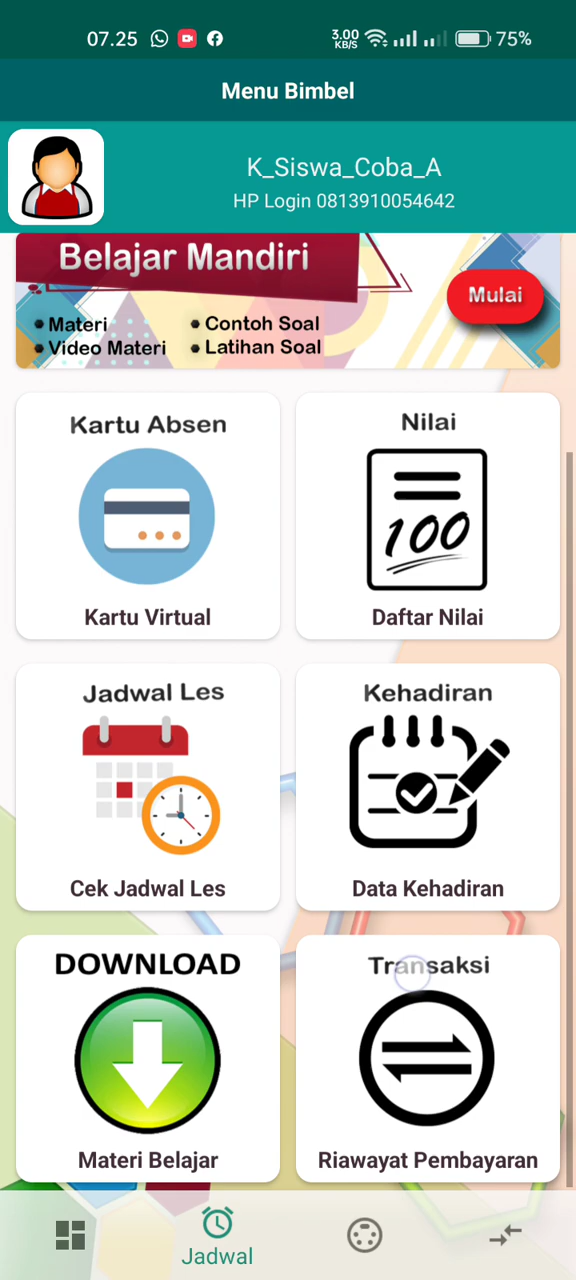 07.25
3.00
KB/S
75%
Menu Bimbel
K_Siswa_Coba_A
HP Login 0813910054642
Belajar Mandiri
Mulai
Materi
Contoh Soal
Video Materi
Latihan Soal
Kartu Absen
Nilai
100
Kartu Virtual
Daftar Nilai
Jadwal Les
Kehadiran
Cek Jadwal Les
Data Kehadiran
DOWNLOAD
Transaksi
Materi Belajar
Riawayat Pembayaran
Jadwal